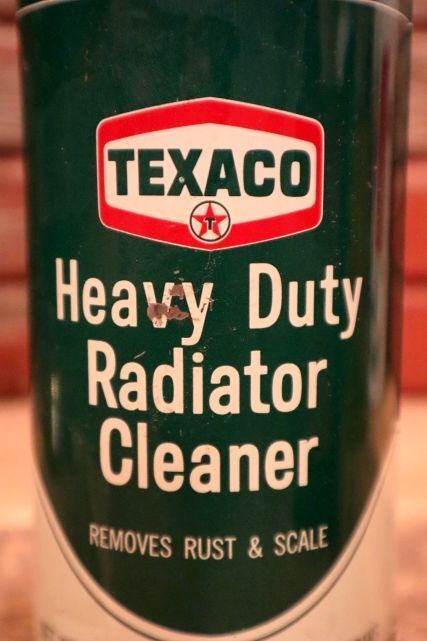 TEXACO
T
Heavy Duty
Radiator
Cleaner
REMOVES RUST & SCALE